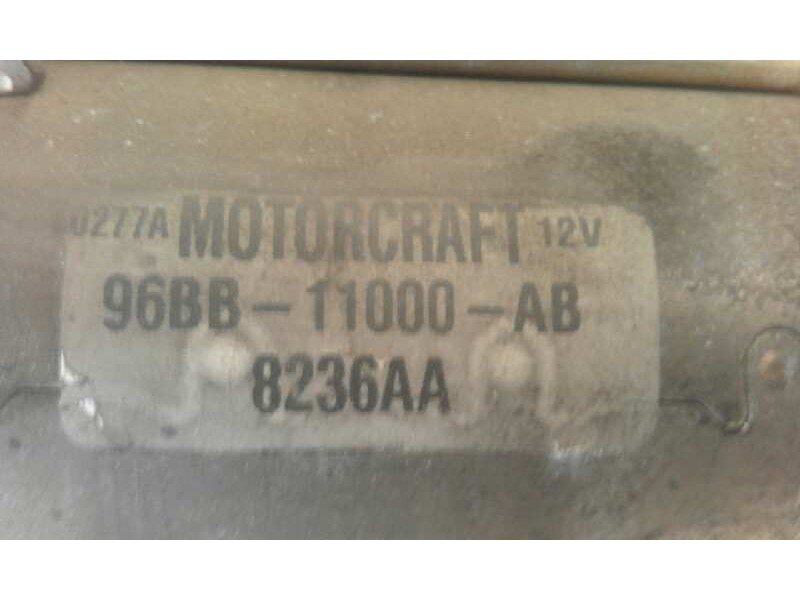 0277A MOTORCRAFT 12V
96BB-11000-AB
8236AA